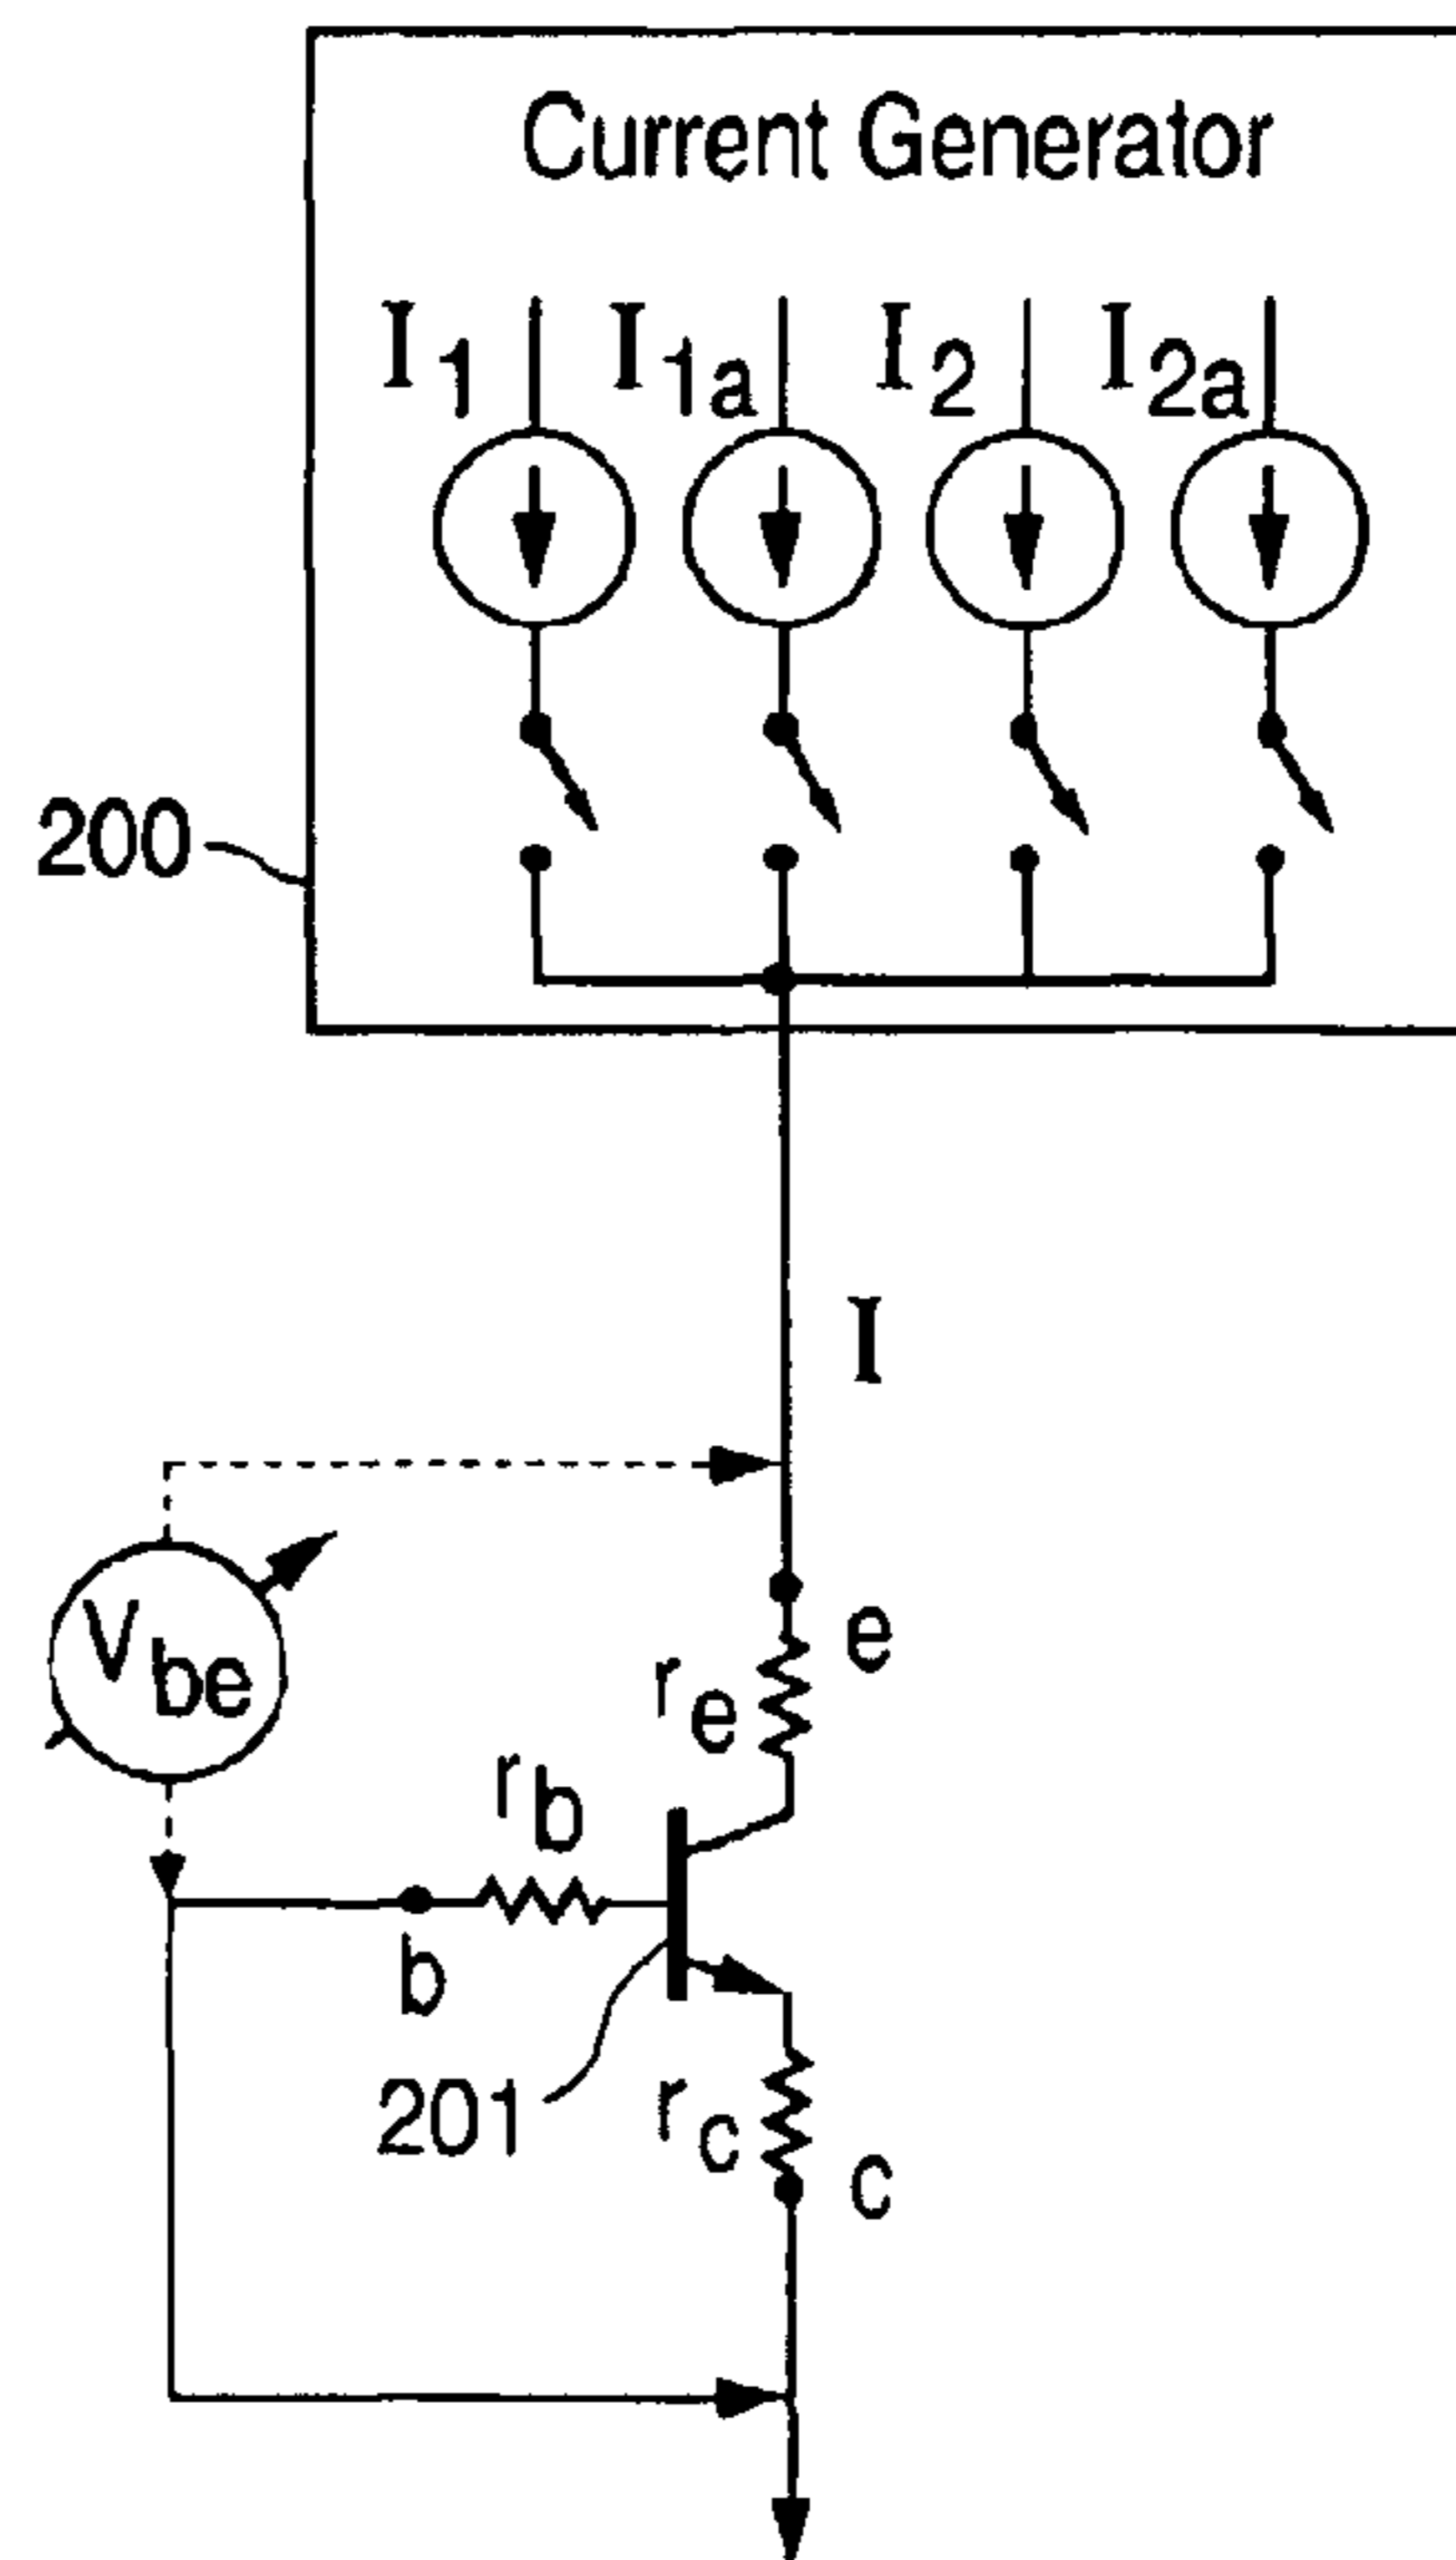 Current Generator
I1 I1a I2 I2a
200
I
e
Vbe
re
rb
b
201
rc
c